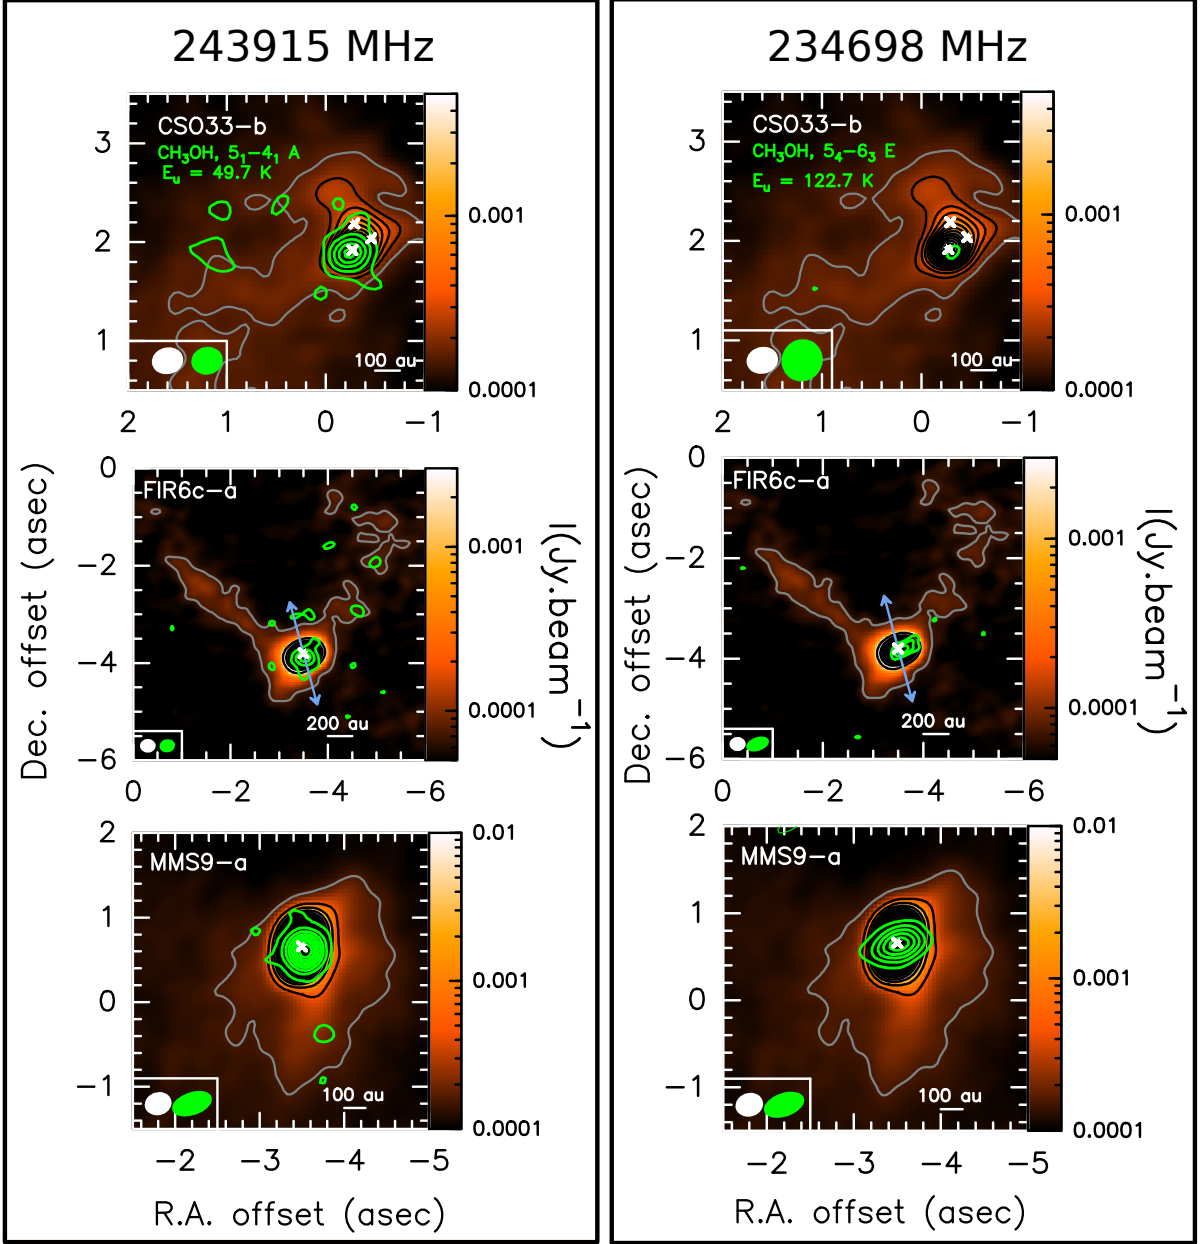 243915 MHz
CSO33-b
CH₃OH, 5₁-4₁ A
Eᵤ = 49.7 K
3
2
1
100 au
2
1
0
-1
0.001
0.0001
FIR6c-a
0
-2
-4
-6
200 au
0
-2
-4
-6
0.001
0.0001
MMS9-a
2
1
0
-1
100 au
-2
-3
-4
-5
0.01
0.001
0.0001
Dec. offset (asec)
I(Jy.beam⁻¹)
R.A. offset (asec)
234698 MHz
CSO33-b
CH₃OH, 5₄-6₃ E
Eᵤ = 122.7 K
3
2
1
100 au
2
1
0
-1
0.001
0.0001
FIR6c-a
0
-2
-4
-6
200 au
0
-2
-4
-6
0.001
0.0001
MMS9-a
2
1
0
-1
100 au
-2
-3
-4
-5
0.01
0.001
0.0001
Dec. offset (asec)
I(Jy.beam⁻¹)
R.A. offset (asec)